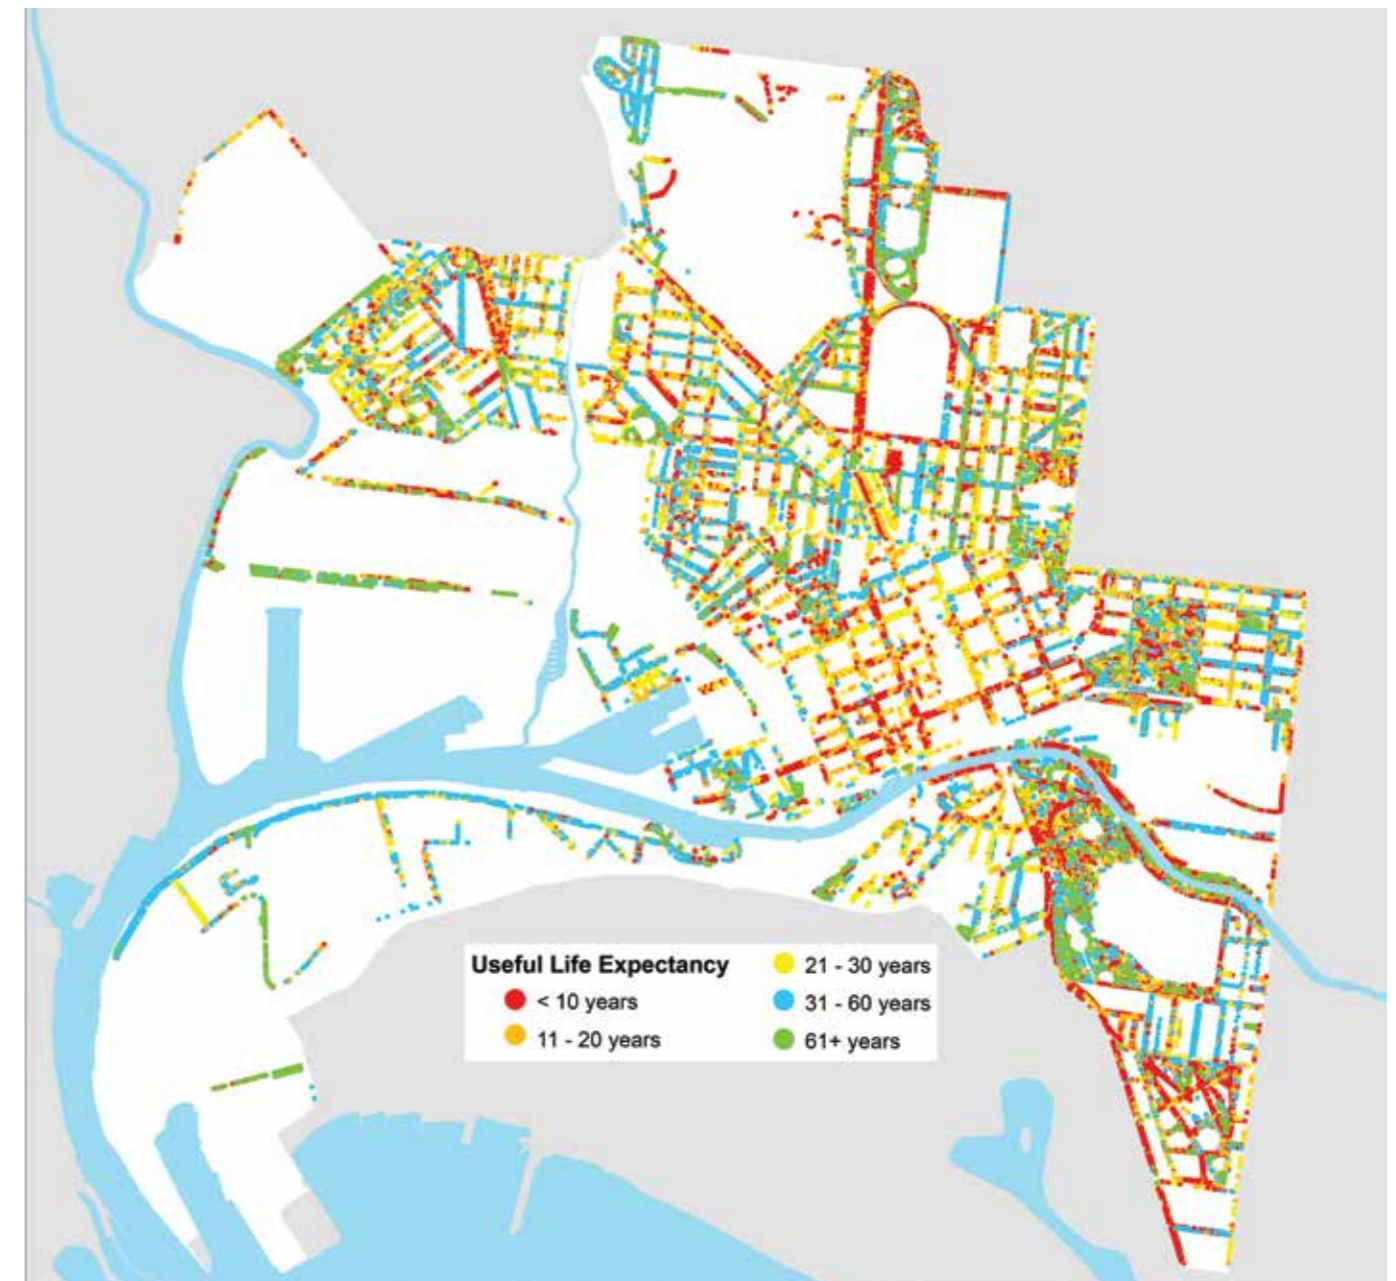 Useful Life Expectancy
< 10 years
11 - 20 years
21 - 30 years
31 - 60 years
61+ years